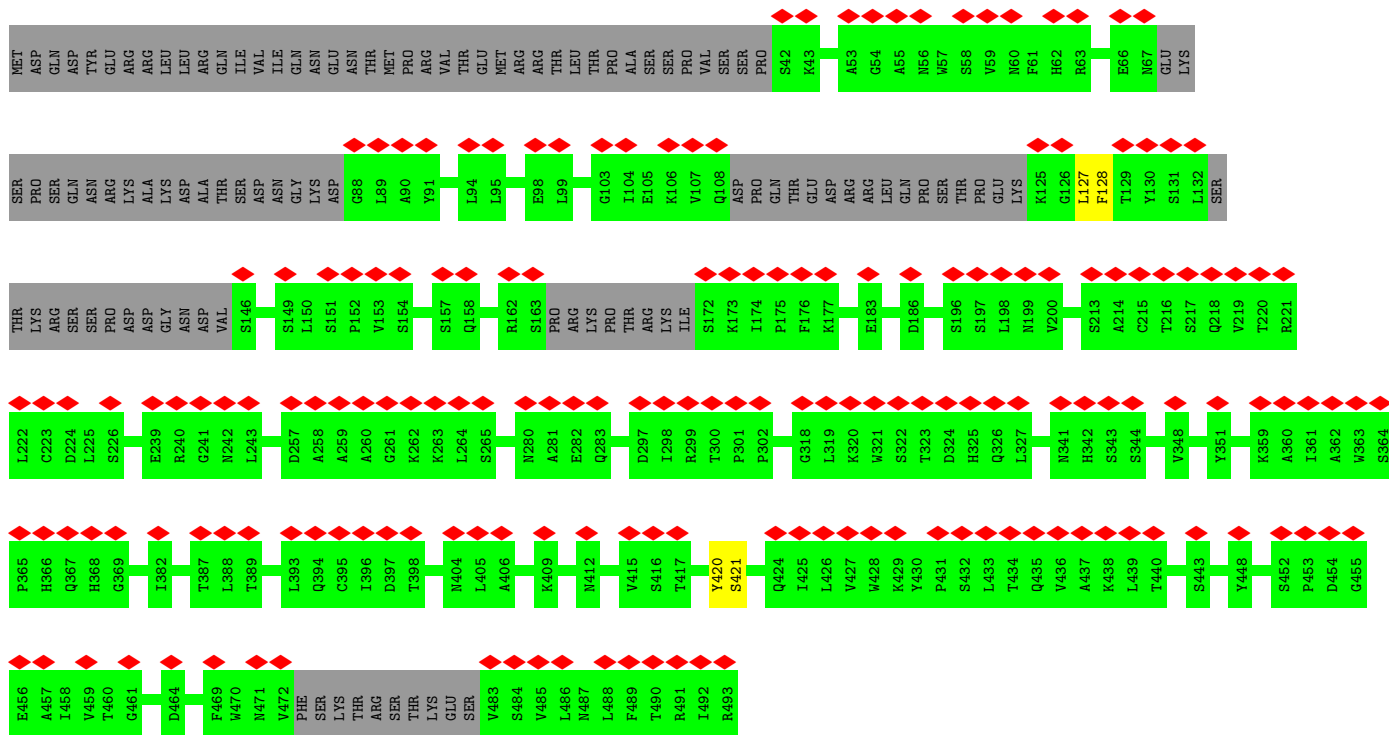 MET ASP GLN ASP TYR GLU ARG ARG LEU LEU ARG GLN ILE VAL ILE GLN ASN GLU ASN THR MET PRO ARG VAL THR GLU MET ARG ARG THR LEU THR PRO ALA SER SER PRO VAL SER SER PRO S42 K43 A53 G54 A55 N56 W57 S58 V59 N60 F61 H62 R63 E66 N67 GLU LYS
SER PRO SER GLN ASN ARG LYS ALA LYS ASP ALA THR SER ASP ASN GLY LYS ASP G88 L89 A90 Y91 L94 L95 E98 L99 G103 I104 E105 K106 V107 Q108 ASP PRO GLN THR GLU ASP ARG ARG LEU GLN PRO SER THR PRO GLU LYS K125 G126 L127 F128 T129 Y130 S131 L132 SER
THR LYS ARG SER SER PRO ASP ASP GLY ASN ASP VAL S146 S149 L150 S151 P152 V153 S154 S157 Q158 R162 S163 PRO ARG LYS PRO THR ARG LYS ILE S172 K173 I174 P175 F176 K177 E183 D186 S196 S197 L198 N199 V200 S213 A214 C215 T216 S217 Q218 V219 T220 R221
L222 C223 D224 L225 S226 E239 R240 G241 N242 L243 D257 A258 A259 A260 G261 K262 K263 L264 S265 N280 A281 E282 Q283 D297 I298 R299 T300 P301 P302 G318 L319 K320 W321 S322 T323 D324 H325 Q326 L327 N341 H342 S343 S344 V348 Y351 K359 A360 I361 A362 W363 S364
P365 H366 Q367 H368 G369 I382 T387 L388 T389 L393 Q394 C395 I396 D397 T398 N404 L405 A406 K409 N412 V415 S416 T417 Y420 S421 Q424 I425 L426 V427 W428 K429 Y430 P431 S432 L433 T434 Q435 V436 A437 K438 L439 T440 S443 Y448 S452 P453 D454 G455
E456 A457 I458 V459 T460 G461 D464 F469 W470 N471 V472 PHE SER LYS THR ARG SER THR LYS GLU SER V483 S484 V485 L486 N487 L488 F489 T490 R491 I492 R493